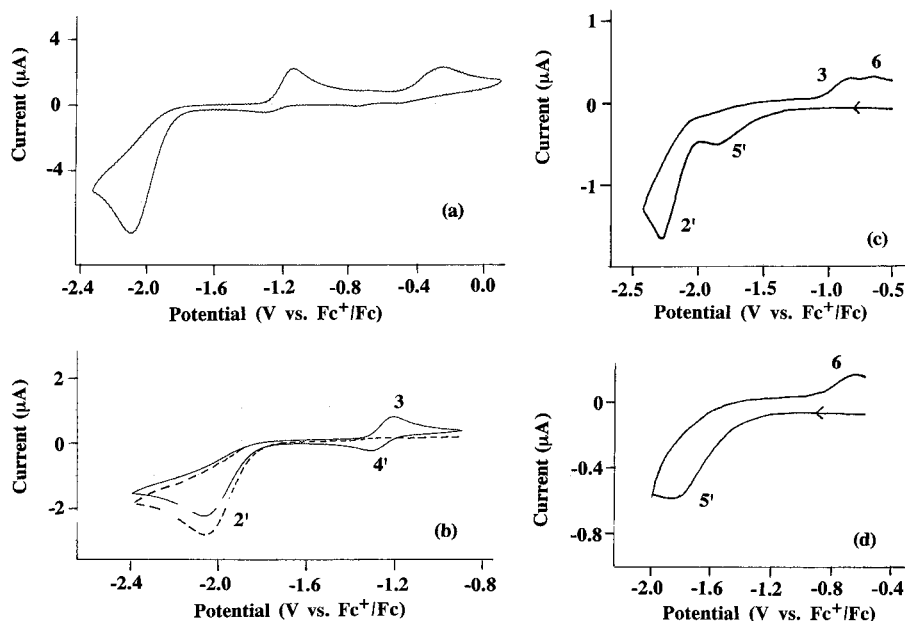 Current (μA)
4
0
-4
(a)
-2.4 -2.0 -1.6 -1.2 -0.8 -0.4 0.0
Potential (V vs. Fc⁺/Fc)
Current (μA)
1
0
-1
3 6
5'
2'
(c)
-2.5 -2.0 -1.5 -1.0 -0.5
Potential (V vs. Fc⁺/Fc)
Current (μA)
2
0
-2
3
4'
2'
(b)
-2.4 -2.0 -1.6 -1.2 -0.8
Potential (V vs. Fc⁺/Fc)
Current (μA)
0
-0.4
-0.8
6
5'
(d)
-2.0 -1.6 -1.2 -0.8 -0.4
Potential (V vs. Fc⁺/Fc)